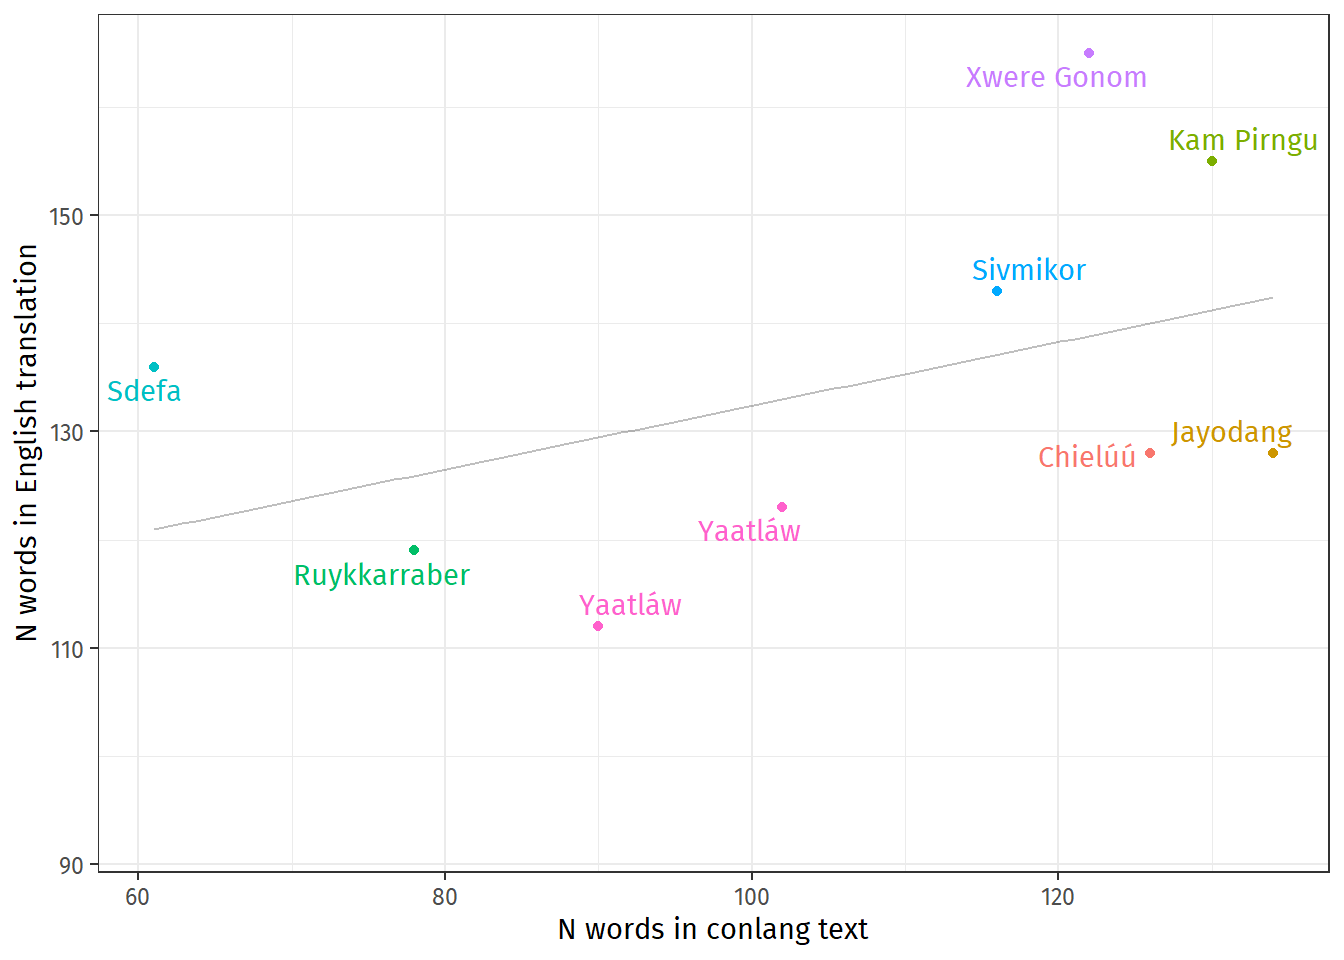 Xwere Gonom
Kam Pirngu
150
Sivmikor
Sdefa
130
Jayodang
Chielúú
Yaatláw
Ruykkarraber
Yaatláw
110
90
60 80 100 120
N words in conlang text
N words in English translation